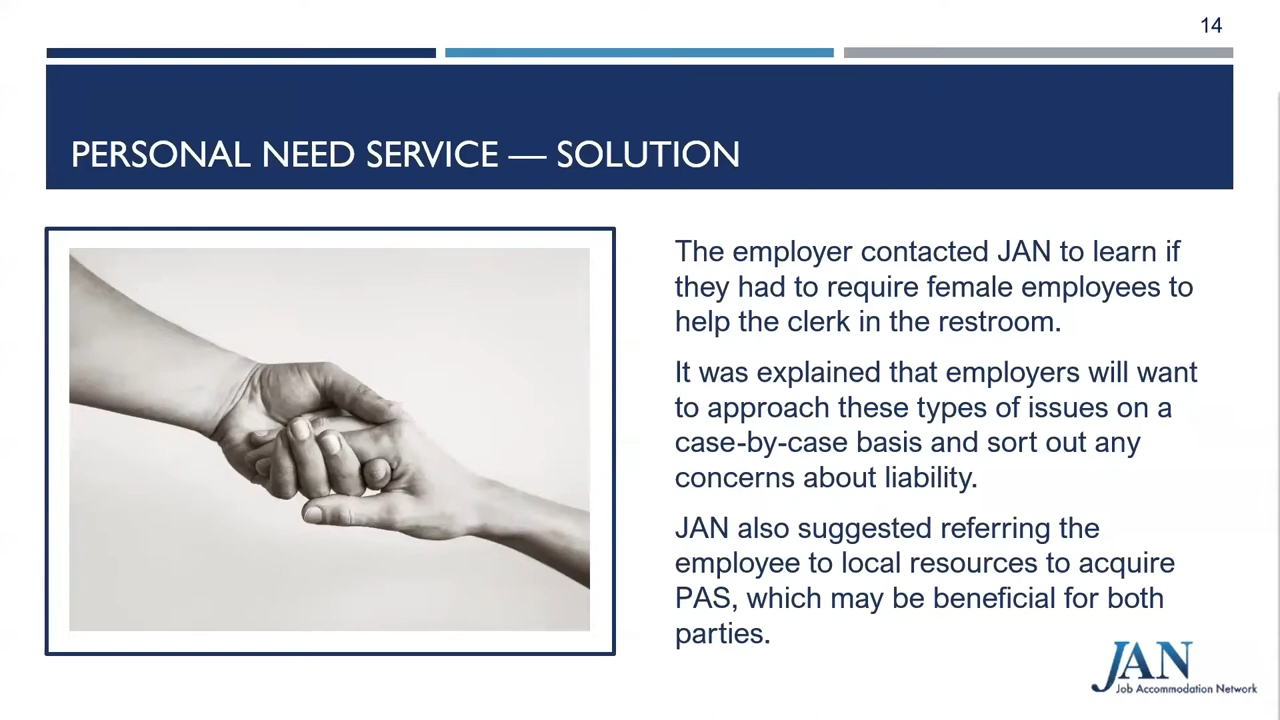 14
PERSONAL NEED SERVICE — SOLUTION
The employer contacted JAN to learn if
they had to require female employees to
help the clerk in the restroom.
It was explained that employers will want
to approach these types of issues on a
case-by-case basis and sort out any
concerns about liability.
JAN also suggested referring the
employee to local resources to acquire
PAS, which may be beneficial for both
parties.
JAN
Job Accommodation Network